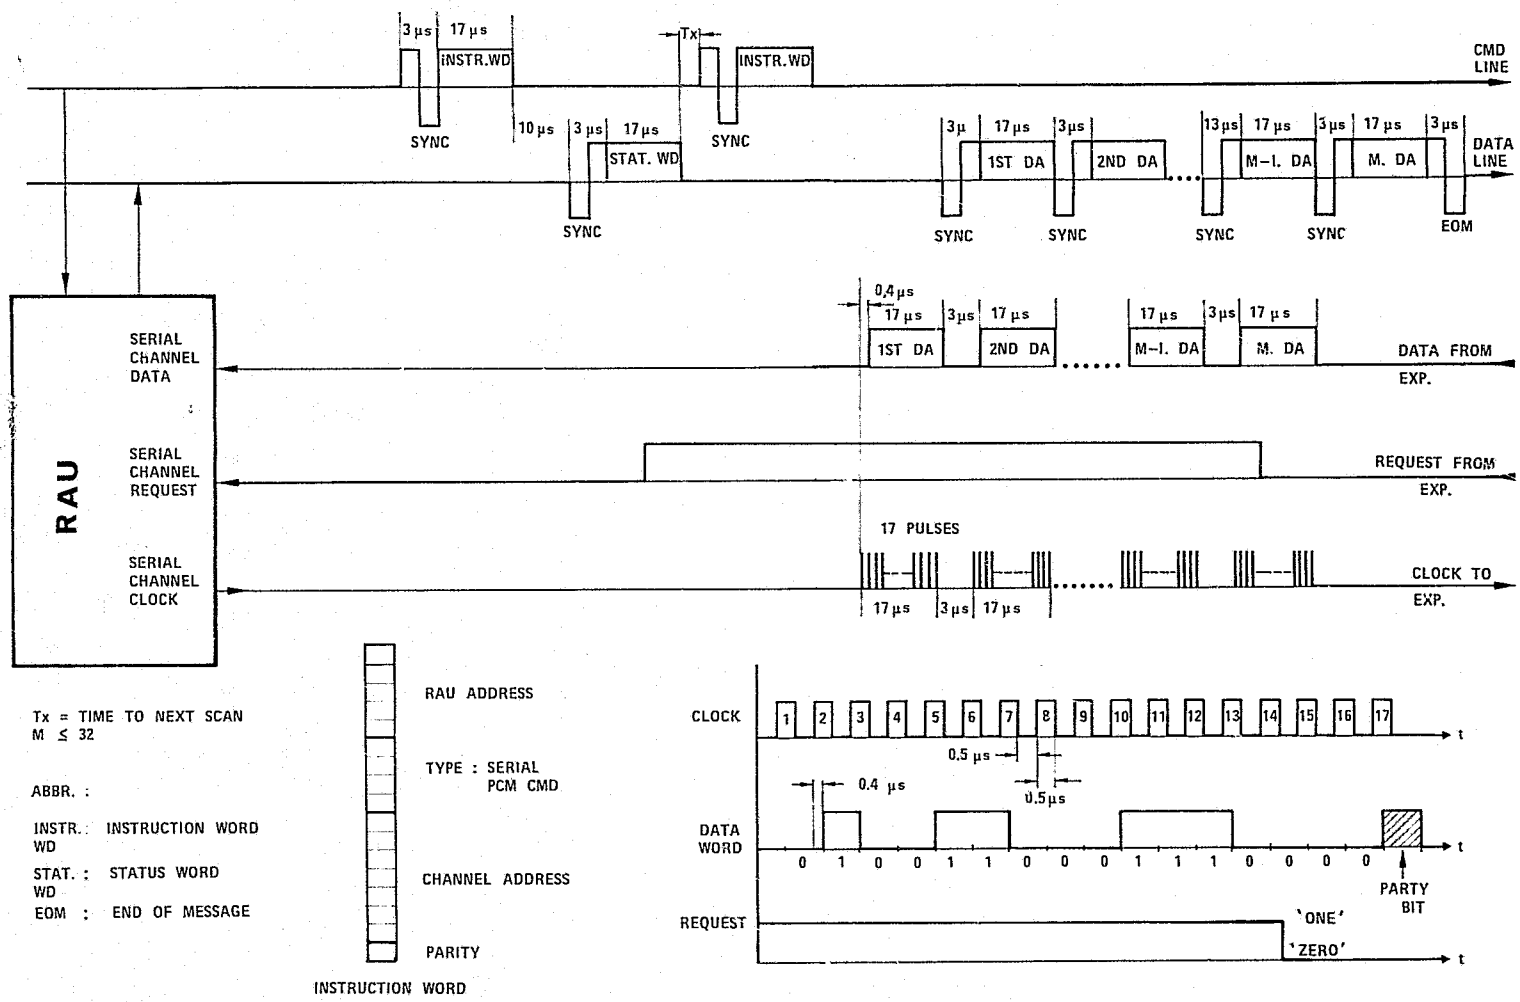 3 μs 17 μs
INSTR.WD
SYNC
Tx
INSTR.WD
SYNC
CMD
LINE
10 μs 3 μs 17 μs
STAT. WD
SYNC
3μ 17 μs 3μs
1ST DA 2ND DA
SYNC SYNC
13μs 17 μs 3μs 17 μs 3μs
M-I. DA M. DA
SYNC SYNC EOM
DATA
LINE
RAU
SERIAL
CHANNEL
DATA
0,4μs
17 μs 3μs 17 μs 17 μs 3μs 17 μs
1ST DA 2ND DA M-I. DA M. DA
DATA FROM
EXP.
SERIAL
CHANNEL
REQUEST
REQUEST FROM
EXP.
17 PULSES
SERIAL
CHANNEL
CLOCK
17 μs 3μs 17 μs
CLOCK TO
EXP.
Tx = TIME TO NEXT SCAN
M ≤ 32
ABBR. :
INSTR.: INSTRUCTION WORD
WD
STAT. : STATUS WORD
WD
EOM : END OF MESSAGE
RAU ADDRESS
TYPE : SERIAL
PCM CMD
CHANNEL ADDRESS
PARITY
INSTRUCTION WORD
CLOCK
1 2 3 4 5 6 7 8 9 10 11 12 13 14 15 16 17
t
0.5 μs
0.5μs
0.4 μs
DATA
WORD
t
0 1 0 0 1 1 0 0 0 1 1 1 0 0 0 0
PARTY
BIT
REQUEST
'ONE'
'ZERO'
t